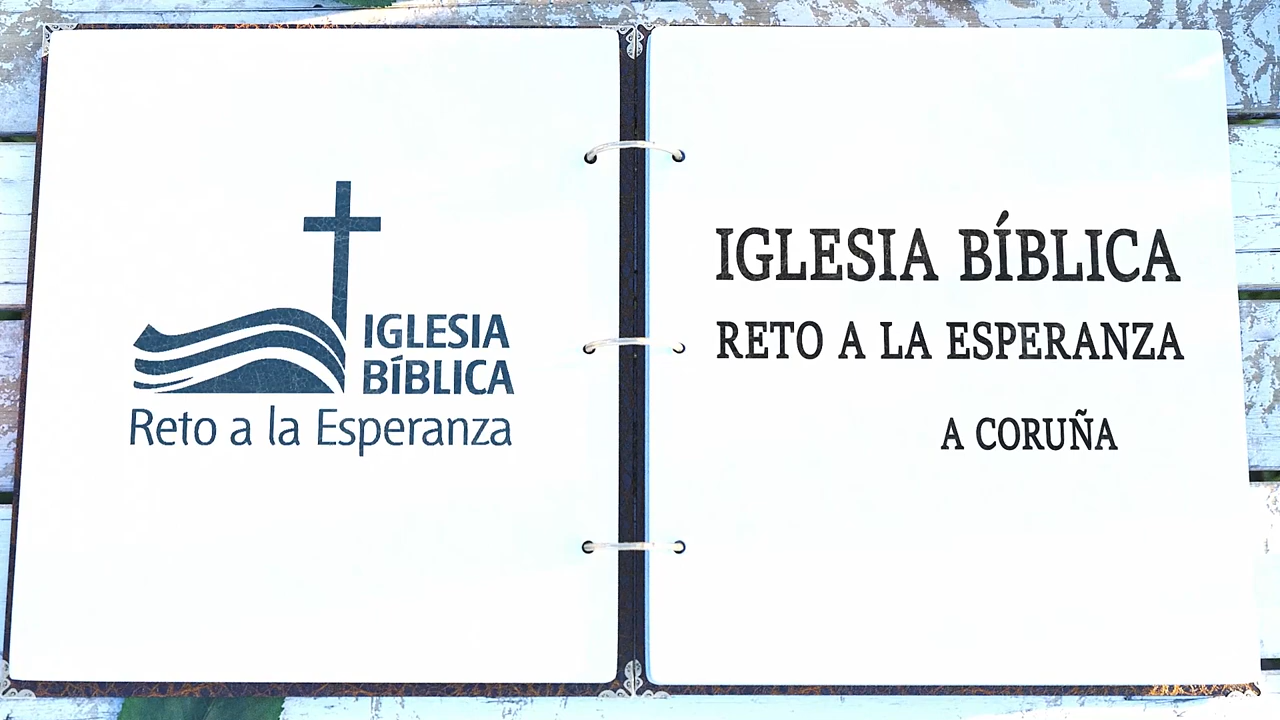 IGLESIA
BÍBLICA
Reto a la Esperanza
IGLESIA BÍBLICA
RETO A LA ESPERANZA
A CORUÑA